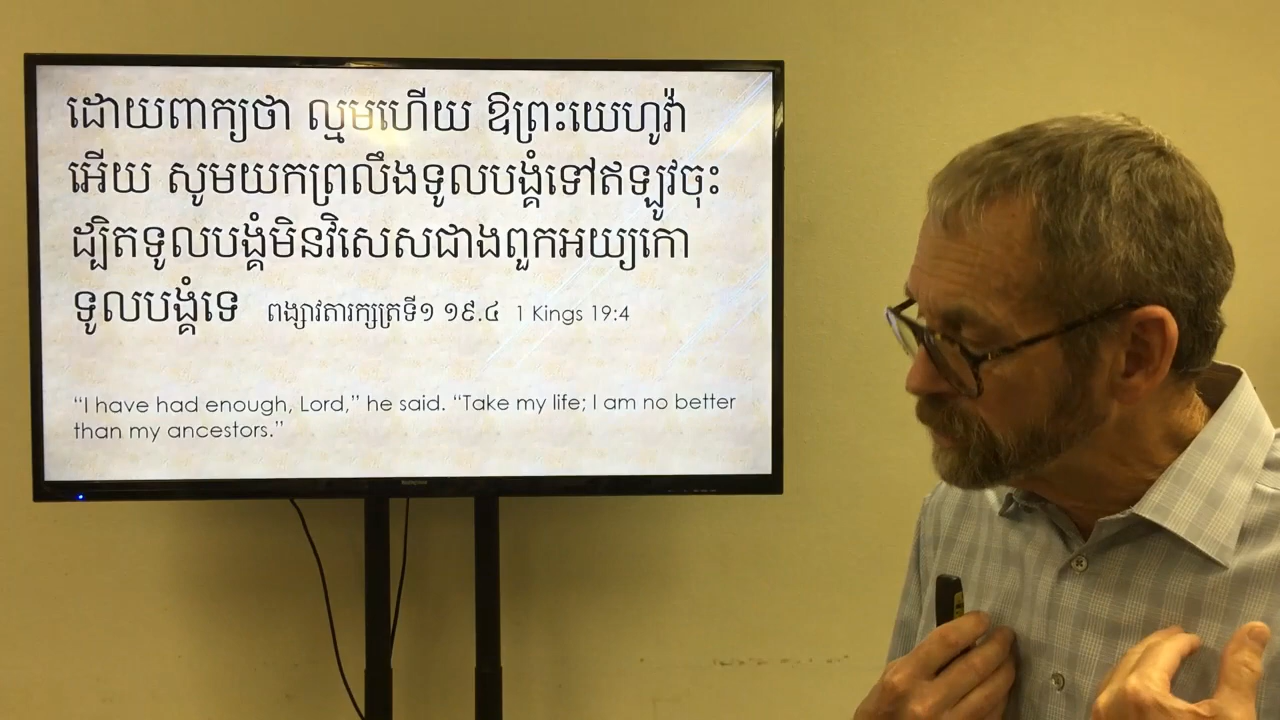 ដោយពាក្យថា ល្មមហើយ ឱព្រះយេហូវ៉ា
អើយ សូមយកព្រលឹងទូលបង្គំទៅឥឡូវចុះ
ដ្បិតទូលបង្គំមិនវិសេសជាងពួកអយ្យកោ
ទូលបង្គំទេ ពង្សាវតារក្សត្រទី១ ១៩.៤ 1 Kings 19:4
“I have had enough, Lord,” he said. “Take my life; I am no better
than my ancestors.”